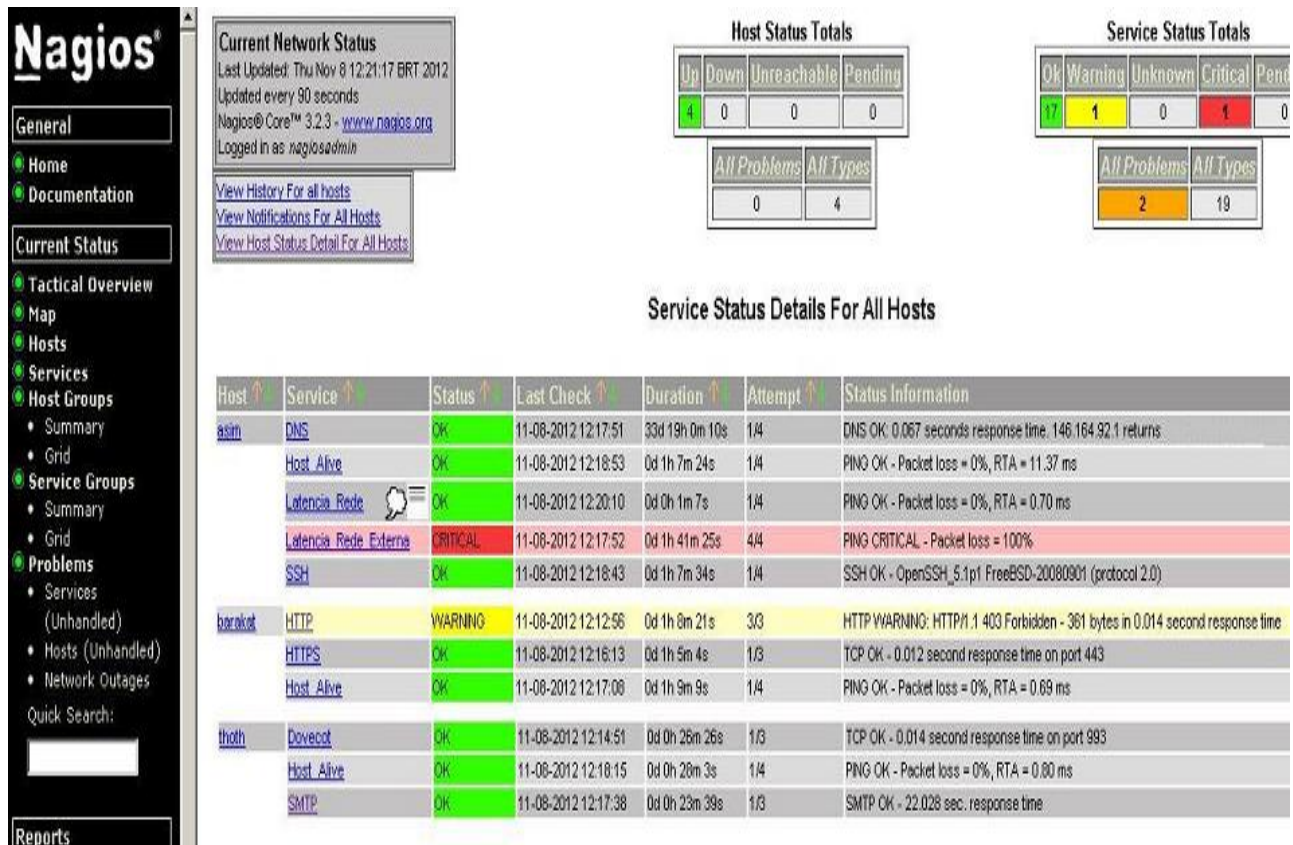 Nagios®
General
Home
Documentation
Current Status
Tactical Overview
Map
Hosts
Services
Host Groups
Summary
Grid
Service Groups
Summary
Grid
Problems
Services
(Unhandled)
Hosts (Unhandled)
Network Outages
Quick Search:
Reports
Current Network Status
Last Updated: Thu Nov 8 12:21:17 BRT 2012
Updated every 90 seconds
Nagios® Core™ 3.2.3 - www.nagios.org
Logged in as nagiosadmin
View History For all hosts
View Notifications For All Hosts
View Host Status Detail For All Hosts
Host Status Totals
Up Down Unreachable Pending
4 0 0 0
All Problems All Types
0 4
Service Status Totals
Ok Warning Unknown Critical Pend
17 1 0 1 0
All Problems All Types
2 19
Service Status Details For All Hosts
Host Service Status Last Check Duration Attempt Status Information
asim DNS OK 11-08-2012 12:17:51 33d 19h 0m 10s 1/4 DNS OK: 0.067 seconds response time. 146.164.92.1 returns
Host_Alive OK 11-08-2012 12:18:53 0d 1h 7m 24s 1/4 PING OK - Packet loss = 0%, RTA = 11.37 ms
Latencia_Rede OK 11-08-2012 12:20:10 0d 0h 1m 7s 1/4 PING OK - Packet loss = 0%, RTA = 0.70 ms
Latencia_Rede_Externa CRITICAL 11-08-2012 12:17:52 0d 1h 41m 25s 4/4 PING CRITICAL - Packet loss = 100%
SSH OK 11-08-2012 12:18:43 0d 1h 7m 34s 1/4 SSH OK - OpenSSH_5.1p1 FreeBSD-20080901 (protocol 2.0)
barakat HTTP WARNING 11-08-2012 12:12:56 0d 1h 8m 21s 3/3 HTTP WARNING: HTTP/1.1 403 Forbidden - 361 bytes in 0.014 second response time
HTTPS OK 11-08-2012 12:16:13 0d 1h 5m 4s 1/3 TCP OK - 0.012 second response time on port 443
Host_Alive OK 11-08-2012 12:17:08 0d 1h 9m 9s 1/4 PING OK - Packet loss = 0%, RTA = 0.69 ms
thoth Dovecot OK 11-08-2012 12:14:51 0d 0h 26m 26s 1/3 TCP OK - 0.014 second response time on port 993
Host_Alive OK 11-08-2012 12:18:15 0d 0h 28m 3s 1/4 PING OK - Packet loss = 0%, RTA = 0.80 ms
SMTP OK 11-08-2012 12:17:38 0d 0h 23m 39s 1/3 SMTP OK - 22.028 sec. response time